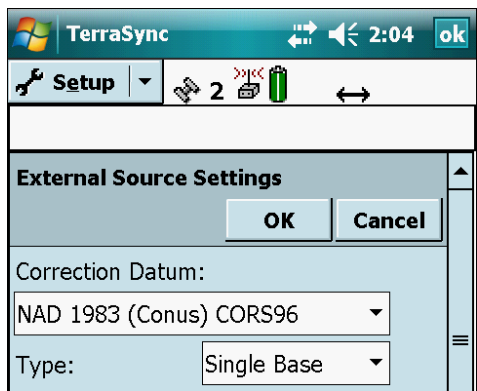 TerraSync 2:04 ok
Setup 2
External Source Settings
OK Cancel
Correction Datum:
NAD 1983 (Conus) CORS96
Type: Single Base